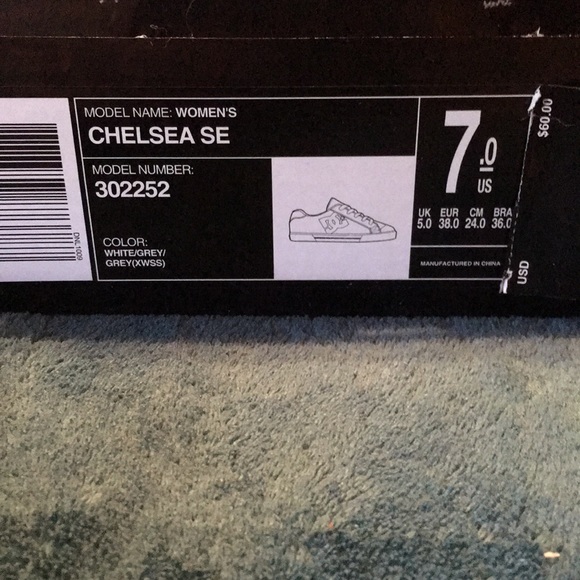 MODEL NAME: WOMEN'S
CHELSEA SE
MODEL NUMBER:
302252
COLOR:
WHITE/GREY/
GREY(XWSS)
DNL1009
7.0
US
UK EUR CM BRA
5.0 38.0 24.0 36.0
MANUFACTURED IN CHINA
$60.00
USD